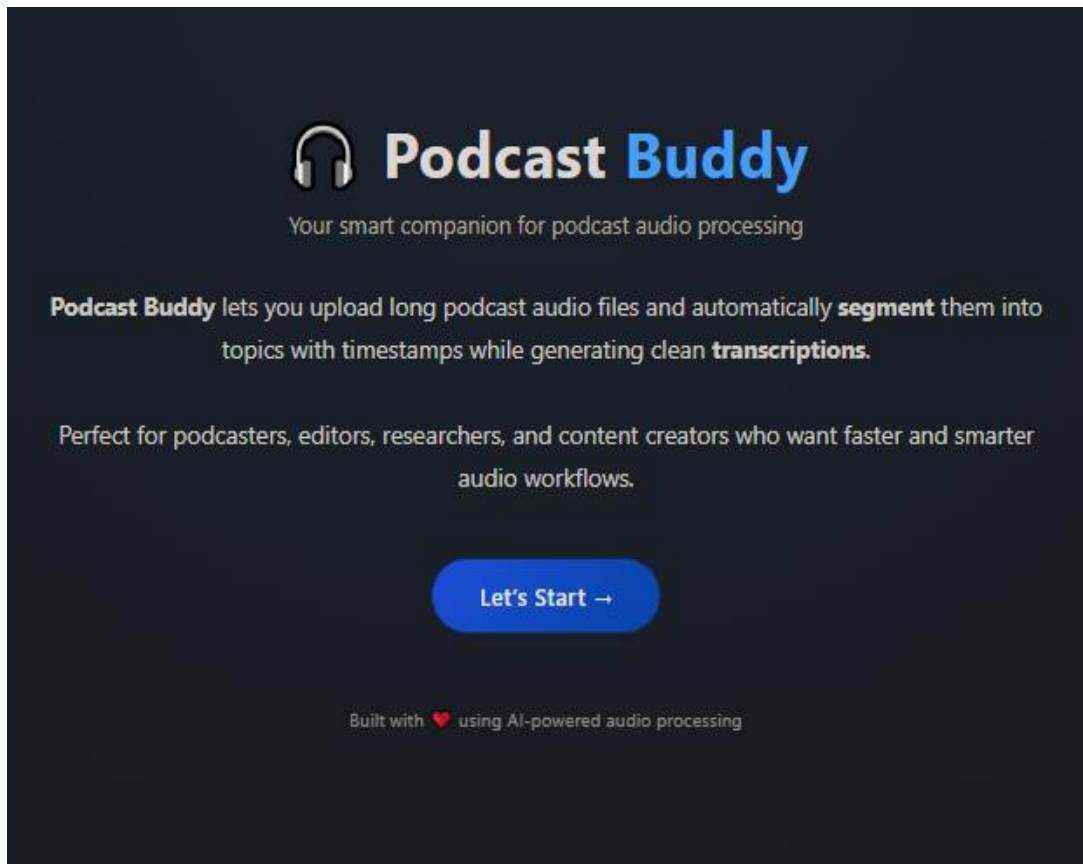 Podcast Buddy
Your smart companion for podcast audio processing
Podcast Buddy lets you upload long podcast audio files and automatically segment them into
topics with timestamps while generating clean transcriptions.
Perfect for podcasters, editors, researchers, and content creators who want faster and smarter
audio workflows.
Let's Start →
Built with ❤ using AI-powered audio processing